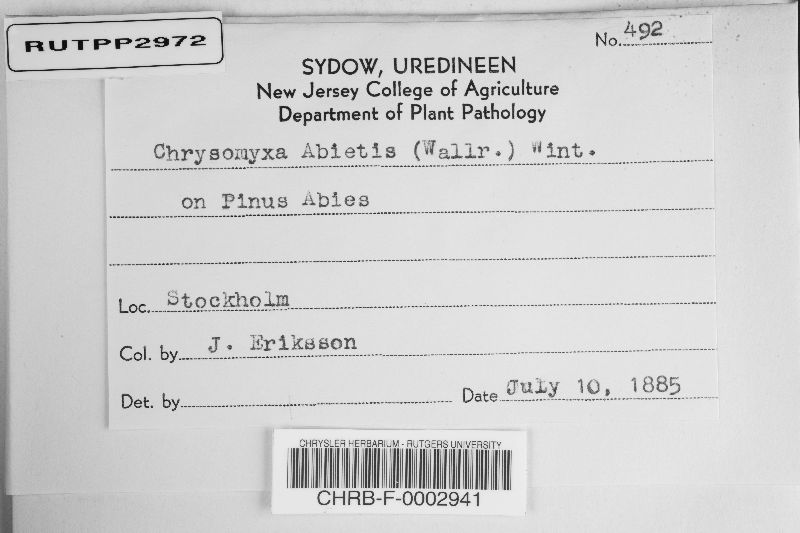 RUTPP2972
No. 492
SYDOW, UREDINEEN
New Jersey College of Agriculture
Department of Plant Pathology
Chrysomyxa Abietis (Wallr.) Wint.
on Pinus Abies
Loc. Stockholm
Col. by J. Eriksson
Det. by
Date July 10, 1885
CHRYSLER HERBARIUM - RUTGERS UNIVERSITY
CHRB-F-0002941